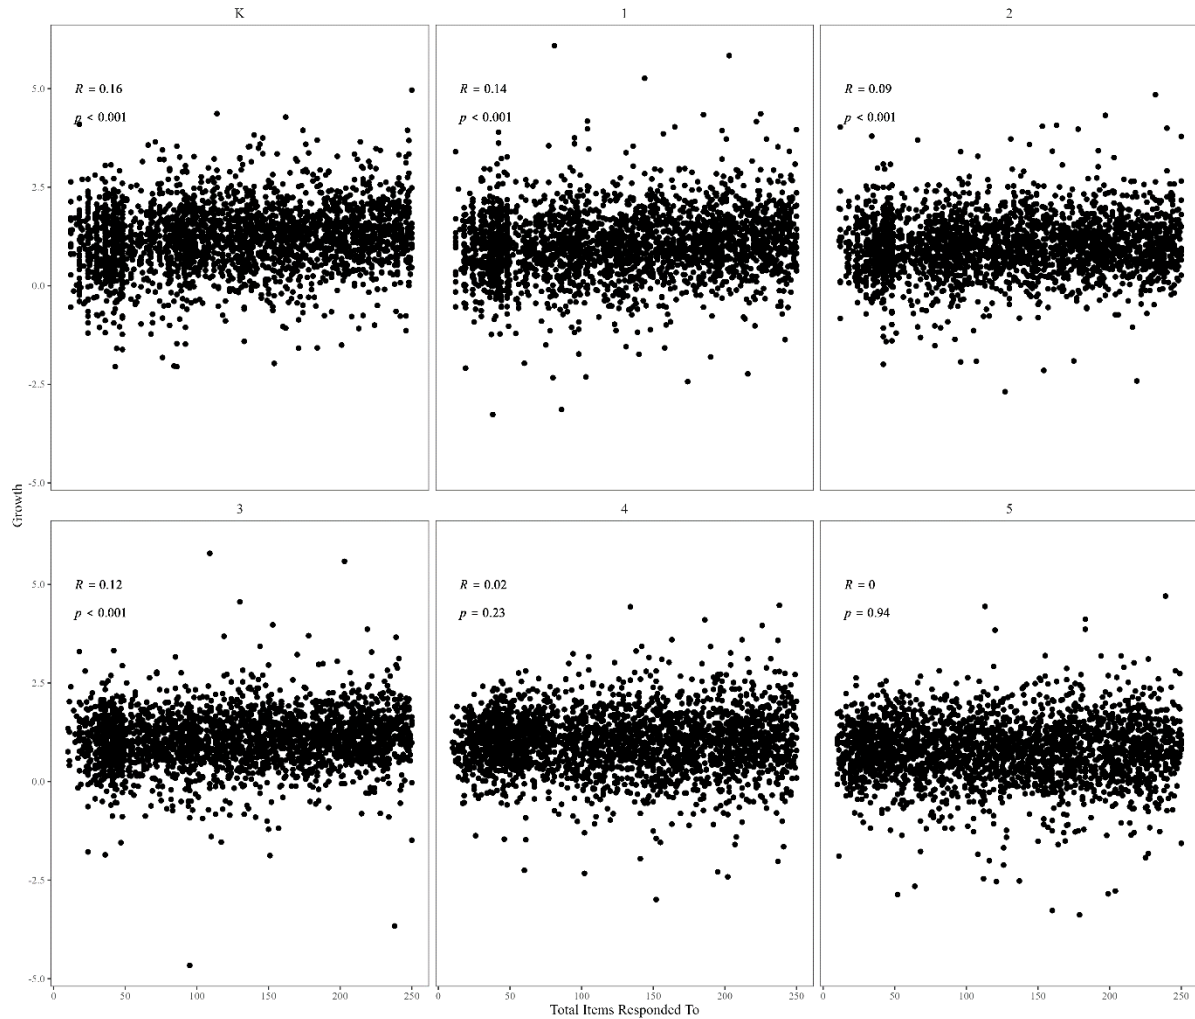 K
1
2
R = 0.16
p < 0.001
R = 0.14
p < 0.001
R = 0.09
p < 0.001
5.0
2.5
0.0
-2.5
-5.0
3
4
5
R = 0.12
p < 0.001
R = 0.02
p = 0.23
R = 0
p = 0.94
5.0
2.5
0.0
-2.5
-5.0
Growth
0 50 100 150 200 250
0 50 100 150 200 250
0 50 100 150 200 250
Total Items Responded To